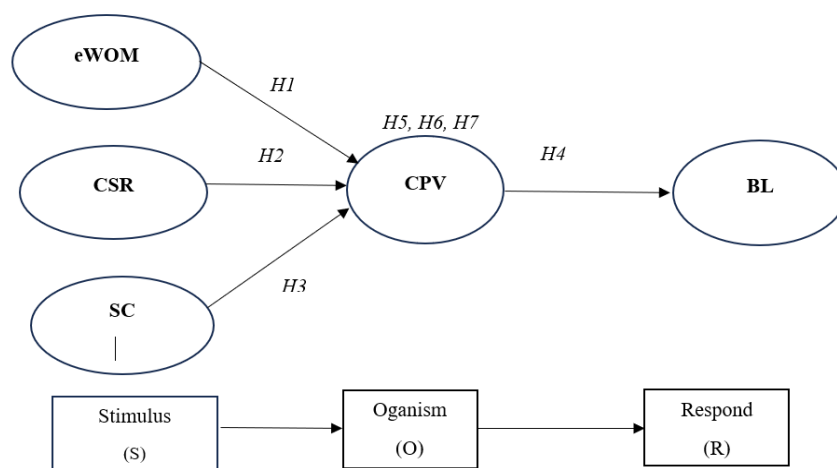 eWOM
H1
H5, H6, H7
CSR
H2
CPV
H4
BL
SC
H3
Stimulus
(S)
Oganism
(O)
Respond
(R)